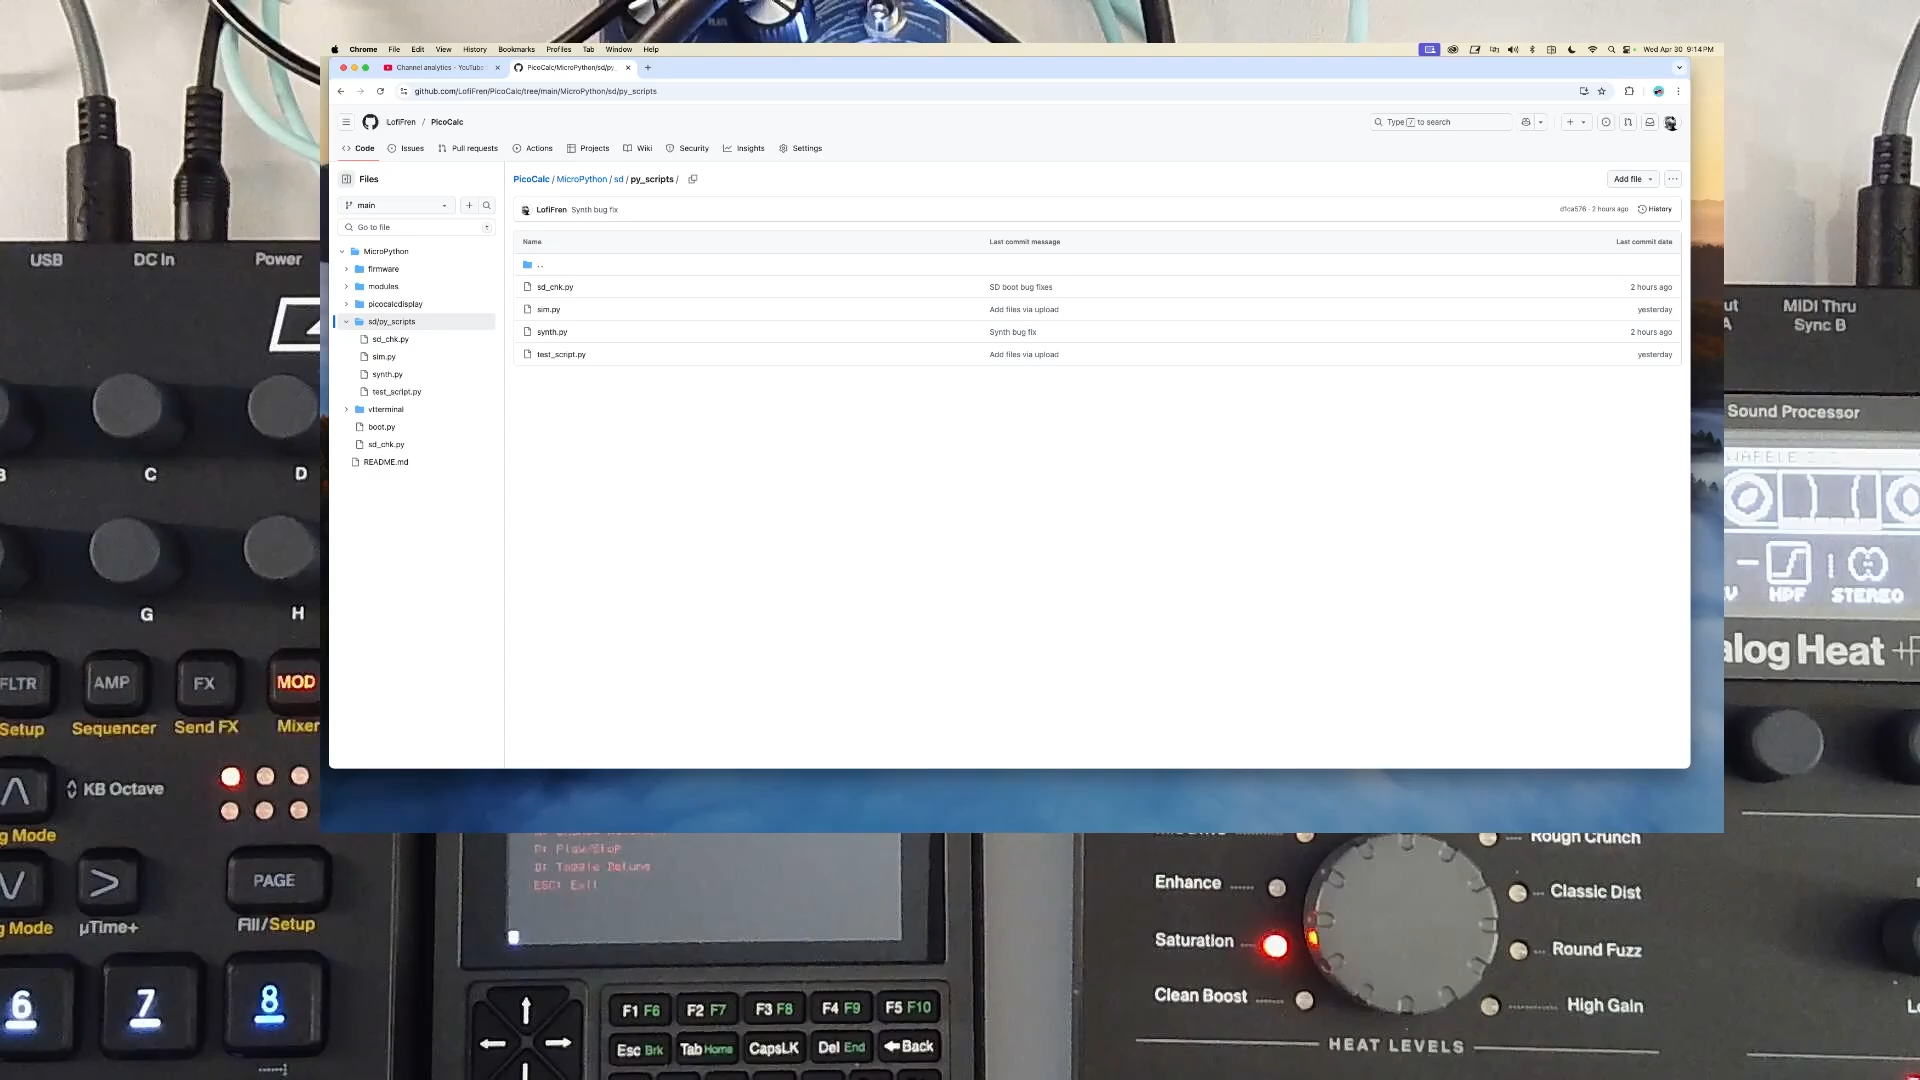 Chrome File Edit View History Bookmarks Profiles Tab Window Help
Wed Apr 30 9:14 PM
Channel analytics - YouTube
PicoCalc/MicroPython/sd/py_
github.com/LofiFren/PicoCalc/tree/main/MicroPython/sd/py_scripts
LofiFren / PicoCalc
Type / to search
Code Issues Pull requests Actions Projects Wiki Security Insights Settings
Files
PicoCalc / MicroPython / sd / py_scripts /
Add file
main
LofiFren Synth bug fix
d1ca576 · 2 hours ago
History
Go to file
t
Name Last commit message Last commit date
MicroPython
firmware
modules
picocalcdisplay
sd/py_scripts
sd_chk.py
sim.py
synth.py
test_script.py
vtterminal
boot.py
sd_chk.py
README.md
..
sd_chk.py SD boot bug fixes 2 hours ago
sim.py Add files via upload yesterday
synth.py Synth bug fix 2 hours ago
test_script.py Add files via upload yesterday
USB DC In Power
C D
G H
FLTR AMP FX MOD
Setup Sequencer Send FX Mixer
KB Octave
g Mode
PAGE
g Mode μTime+ Fill/Setup
6 7 8
MIDI Thru
Sync B
Sound Processor
HPF STEREO
alog Heat +F
P: Play/Stop
D: Toggle Detune
ESC: Exit
F1 F6 F2 F7 F3 F8 F4 F9 F5 F10
Esc Brk Tab Home CapsLK Del End Back
Rough Crunch
Enhance
Classic Dist
Saturation
Round Fuzz
Clean Boost
High Gain
HEAT LEVELS